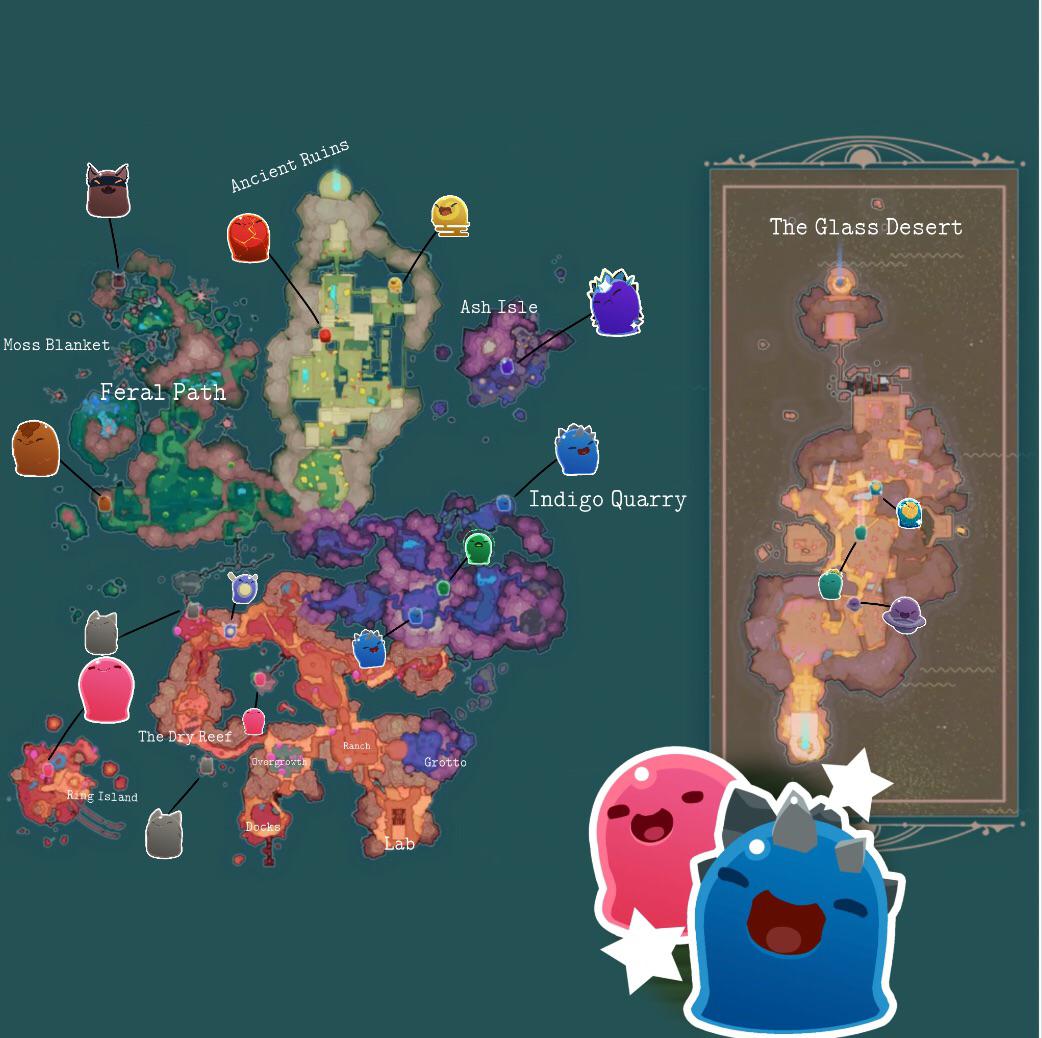 Ancient Ruins
The Glass Desert
Ash Isle
Moss Blanket
Feral Path
Indigo Quarry
The Dry Reef
Ranch
Overgrowth
Grotto
Ring Island
Docks
Lab